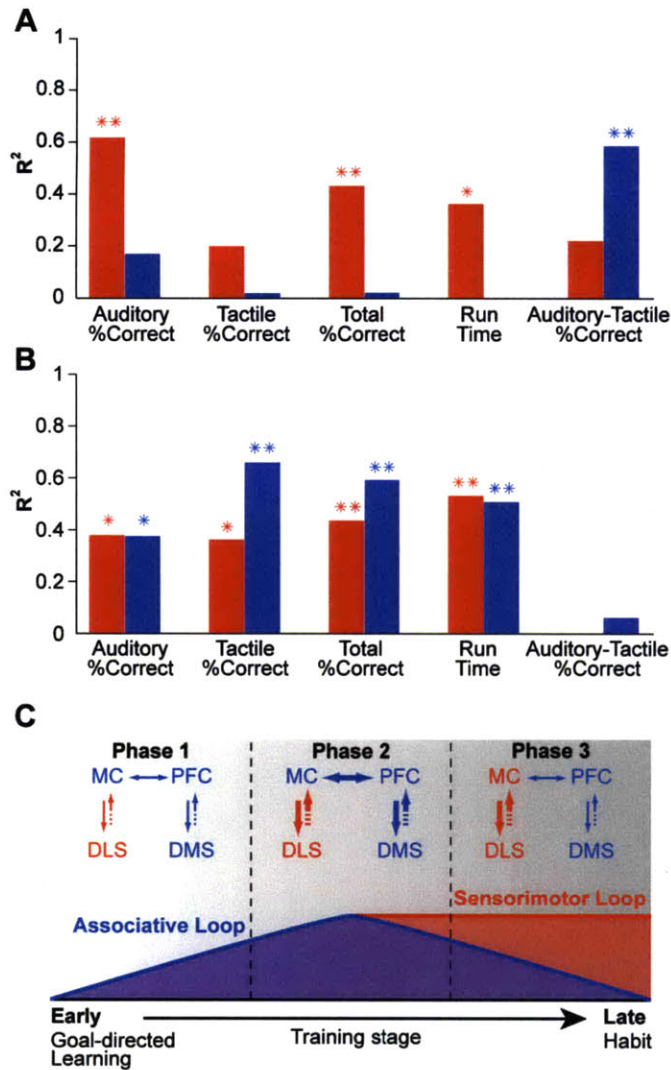 A
1
0.8
0.6
0.4
0.2
0
R²
** ** * **
Auditory Tactile Total Run Auditory-Tactile
%Correct %Correct %Correct Time %Correct
B
1
0.8
0.6
0.4
0.2
0
R²
* * * ** ** ** ** **
Auditory Tactile Total Run Auditory-Tactile
%Correct %Correct %Correct Time %Correct
C
Phase 1 Phase 2 Phase 3
MC PFC MC PFC MC PFC
DLS DMS DLS DMS DLS DMS
Sensorimotor Loop
Associative Loop
Early Late
Goal-directed Training stage Habit
Learning